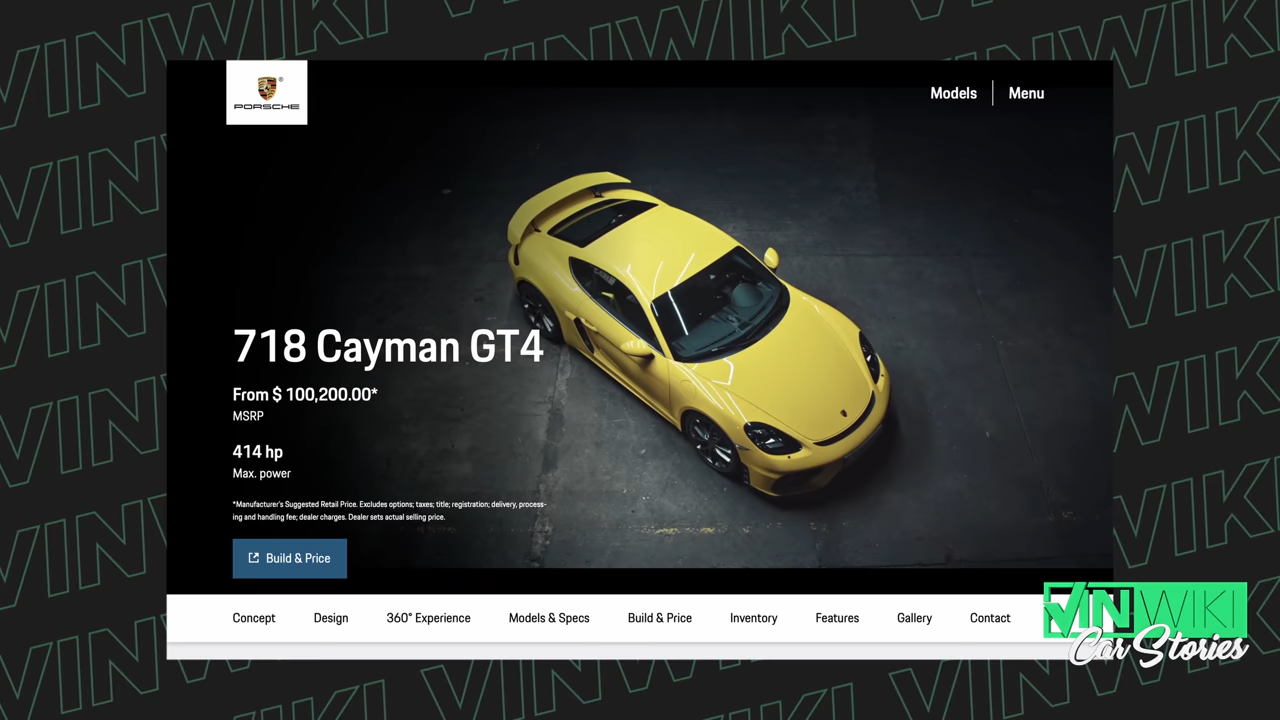 PORSCHE
®
Models
Menu
718 Cayman GT4
From $ 100,200.00*
MSRP
414 hp
Max. power
*Manufacturer's Suggested Retail Price. Excludes options; taxes; title; registration; delivery, process-
ing and handling fee; dealer charges. Dealer sets actual selling price.
Build & Price
Concept
Design
360° Experience
Models & Specs
Build & Price
Inventory
Features
Gallery
Contact
VINWIKI
Car Stories